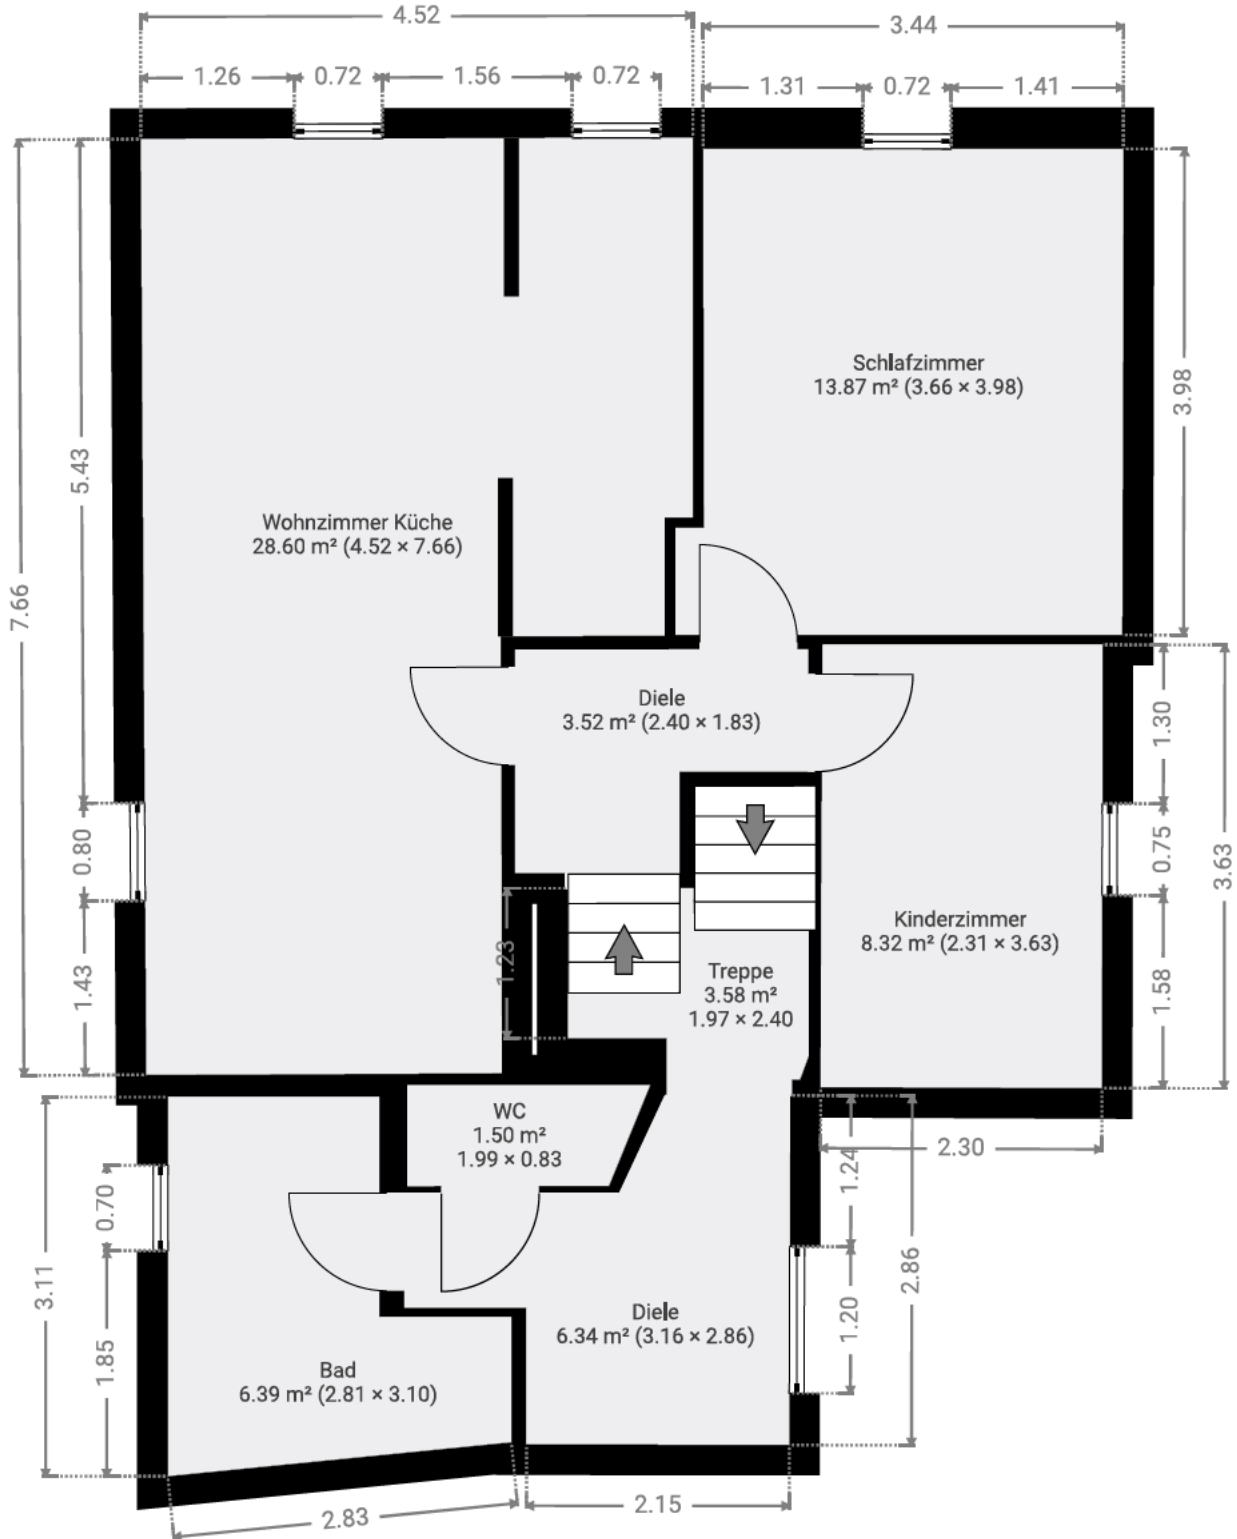 4.52
3.44
1.26
0.72
1.56
0.72
1.31
0.72
1.41
Schlafzimmer
13.87 m² (3.66 × 3.98)
3.98
5.43
Wohnzimmer Küche
28.60 m² (4.52 × 7.66)
7.66
Diele
3.52 m² (2.40 × 1.83)
1.30
0.80
0.75
3.63
Kinderzimmer
8.32 m² (2.31 × 3.63)
1.23
Treppe
3.58 m²
1.97 × 2.40
1.43
1.58
WC
1.50 m²
1.99 × 0.83
2.30
1.24
0.70
3.11
2.86
Diele
6.34 m² (3.16 × 2.86)
1.20
1.85
Bad
6.39 m² (2.81 × 3.10)
2.15
2.83